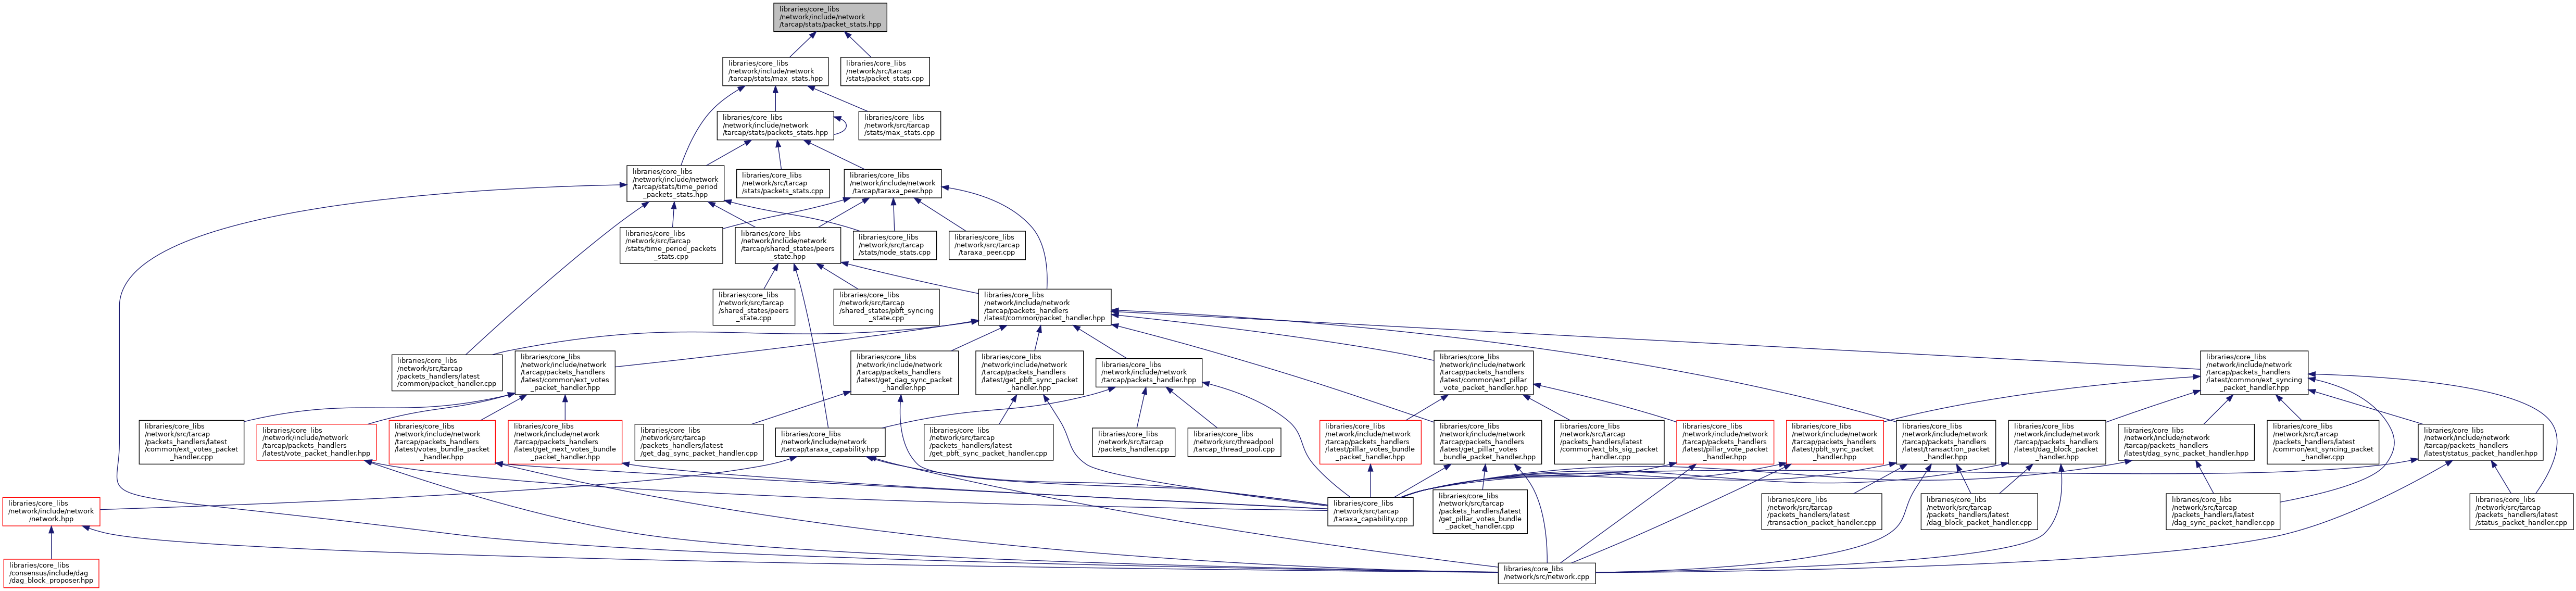 libraries/core_libs
/network/include/network
/tarcap/stats/packet_stats.hpp
libraries/core_libs
/network/include/network
/tarcap/stats/max_stats.hpp
libraries/core_libs
/network/src/tarcap
/stats/packet_stats.cpp
libraries/core_libs
/network/include/network
/tarcap/stats/packets_stats.hpp
libraries/core_libs
/network/src/tarcap
/stats/max_stats.cpp
libraries/core_libs
/network/include/network
/tarcap/stats/time_period
_packets_stats.hpp
libraries/core_libs
/network/src/tarcap
/stats/packets_stats.cpp
libraries/core_libs
/network/include/network
/tarcap/taraxa_peer.hpp
libraries/core_libs
/network/src/tarcap
/stats/time_period_packets
_stats.cpp
libraries/core_libs
/network/include/network
/tarcap/shared_states/peers
_state.hpp
libraries/core_libs
/network/src/tarcap
/stats/node_stats.cpp
libraries/core_libs
/network/src/tarcap
/taraxa_peer.cpp
libraries/core_libs
/network/src/tarcap
/shared_states/peers
_state.cpp
libraries/core_libs
/network/src/tarcap
/shared_states/pbft_syncing
_state.cpp
libraries/core_libs
/network/include/network
/tarcap/packets_handlers
/latest/common/packet_handler.hpp
libraries/core_libs
/network/src/tarcap
/packets_handlers/latest
/common/packet_handler.cpp
libraries/core_libs
/network/include/network
/tarcap/packets_handlers
/latest/common/ext_votes
_packet_handler.hpp
libraries/core_libs
/network/include/network
/tarcap/packets_handlers
/latest/get_dag_sync_packet
_handler.hpp
libraries/core_libs
/network/include/network
/tarcap/packets_handlers
/latest/get_pbft_sync_packet
_handler.hpp
libraries/core_libs
/network/include/network
/tarcap/packets_handler.hpp
libraries/core_libs
/network/include/network
/tarcap/packets_handlers
/latest/common/ext_pillar
_vote_packet_handler.hpp
libraries/core_libs
/network/include/network
/tarcap/packets_handlers
/latest/common/ext_syncing
_packet_handler.hpp
libraries/core_libs
/network/src/tarcap
/packets_handlers/latest
/common/ext_votes_packet
_handler.cpp
libraries/core_libs
/network/include/network
/tarcap/packets_handlers
/latest/vote_packet_handler.hpp
libraries/core_libs
/network/include/network
/tarcap/packets_handlers
/latest/votes_bundle_packet
_handler.hpp
libraries/core_libs
/network/include/network
/tarcap/packets_handlers
/latest/get_next_votes_bundle
_packet_handler.hpp
libraries/core_libs
/network/src/tarcap
/packets_handlers/latest
/get_dag_sync_packet_handler.cpp
libraries/core_libs
/network/include/network
/tarcap/taraxa_capability.hpp
libraries/core_libs
/network/src/tarcap
/packets_handlers/latest
/get_pbft_sync_packet_handler.cpp
libraries/core_libs
/network/src/tarcap
/packets_handler.cpp
libraries/core_libs
/network/src/threadpool
/tarcap_thread_pool.cpp
libraries/core_libs
/network/include/network
/tarcap/packets_handlers
/latest/pillar_votes_bundle
_packet_handler.hpp
libraries/core_libs
/network/include/network
/tarcap/packets_handlers
/latest/get_pillar_votes
_bundle_packet_handler.hpp
libraries/core_libs
/network/src/tarcap
/packets_handlers/latest
/common/ext_bls_sig_packet
_handler.cpp
libraries/core_libs
/network/include/network
/tarcap/packets_handlers
/latest/pillar_vote_packet
_handler.hpp
libraries/core_libs
/network/include/network
/tarcap/packets_handlers
/latest/pbft_sync_packet
_handler.hpp
libraries/core_libs
/network/include/network
/tarcap/packets_handlers
/latest/transaction_packet
_handler.hpp
libraries/core_libs
/network/include/network
/tarcap/packets_handlers
/latest/dag_block_packet
_handler.hpp
libraries/core_libs
/network/include/network
/tarcap/packets_handlers
/latest/dag_sync_packet_handler.hpp
libraries/core_libs
/network/src/tarcap
/packets_handlers/latest
/common/ext_syncing_packet
_handler.cpp
libraries/core_libs
/network/include/network
/tarcap/packets_handlers
/latest/status_packet_handler.hpp
libraries/core_libs
/network/include/network
/network.hpp
libraries/core_libs
/network/src/tarcap
/taraxa_capability.cpp
libraries/core_libs
/network/src/tarcap
/packets_handlers/latest
/get_pillar_votes_bundle
_packet_handler.cpp
libraries/core_libs
/network/src/tarcap
/packets_handlers/latest
/transaction_packet_handler.cpp
libraries/core_libs
/network/src/tarcap
/packets_handlers/latest
/dag_block_packet_handler.cpp
libraries/core_libs
/network/src/tarcap
/packets_handlers/latest
/dag_sync_packet_handler.cpp
libraries/core_libs
/network/src/tarcap
/packets_handlers/latest
/status_packet_handler.cpp
libraries/core_libs
/consensus/include/dag
/dag_block_proposer.hpp
libraries/core_libs
/network/src/network.cpp